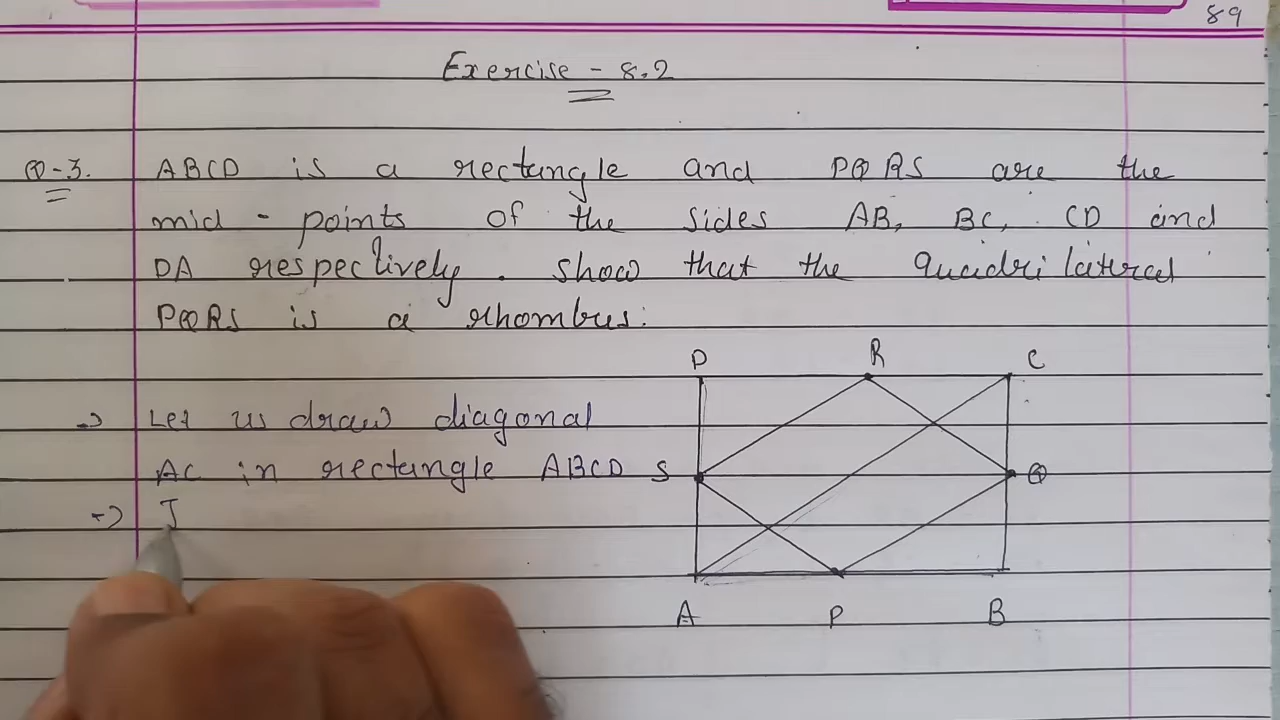 89
Exercise - 8.2
Q-3. ABCD is a rectangle and PQRS are the
mid - points of the sides AB, BC, CD and
DA respectively. show that the quadrilateral
PQRS is a rhombus.
D R C
→ Let us draw diagonal
AC in rectangle ABCD
S Q
→ I
A P B